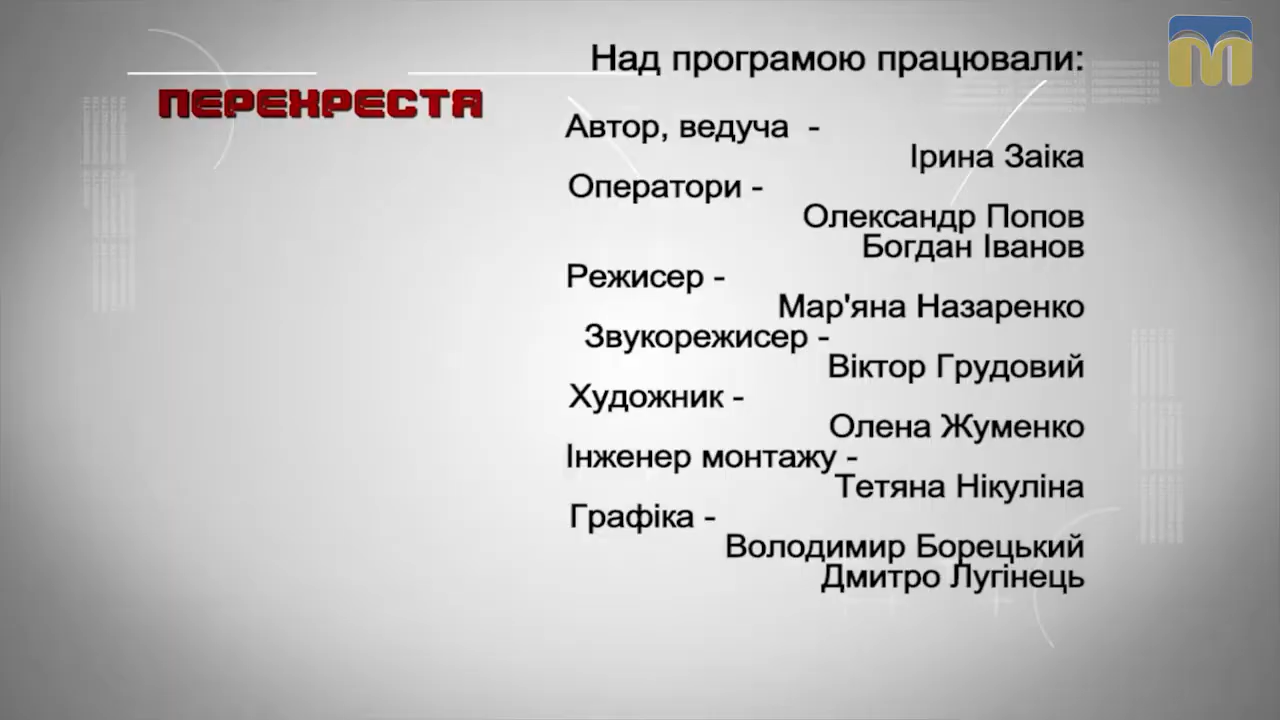 Над програмою працювали:
ПЕРЕХРЕСТЯ
Автор, ведуча -
Ірина Заіка
Оператори -
Олександр Попов
Богдан Іванов
Режисер -
Мар'яна Назаренко
Звукорежисер -
Віктор Грудовий
Художник -
Олена Жуменко
Інженер монтажу -
Тетяна Нікуліна
Графіка -
Володимир Борецький
Дмитро Лугінець